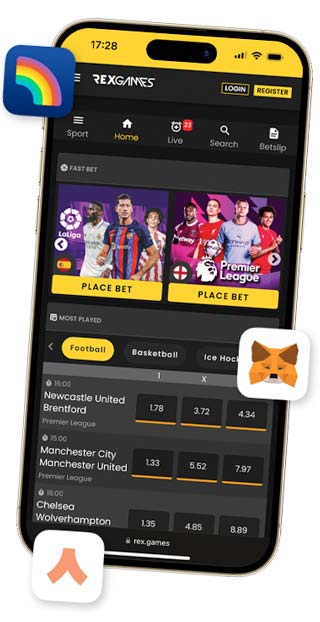 17:28
REXGAMES
LOGIN
REGISTER
Sport
Home
23
Live
Search
Betslip
FAST BET
LaLiga
PLACE BET
Premier
League
PLACE BET
MOST PLAYED
Football
Basketball
Ice Hoc
1 X
16:00
Newcastle United
Brentford
Premier League
1.78 3.72 4.34
15:00
Manchester City
Manchester United
Premier League
1.33 5.52 7.97
16:00
Chelsea
Wolverhampton
1.35 4.85 8.89
rex.games